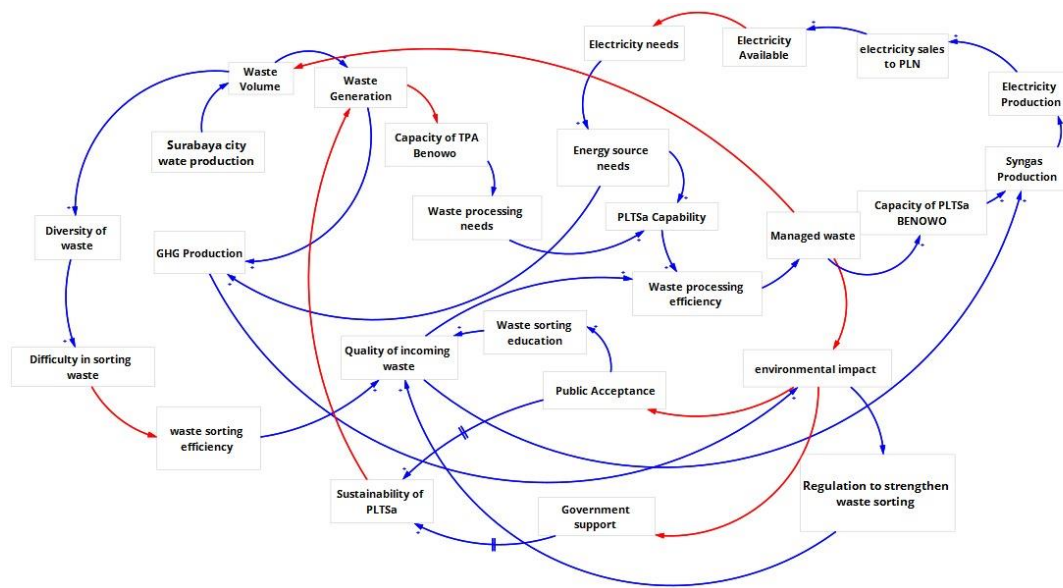 Electricity needs
Electricity
Available
electricity sales
to PLN
Waste
Volume
Waste
Generation
Electricity
Production
Surabaya city
wate production
Capacity of TPA
Benowo
Energy source
needs
Syngas
Production
Diversity of
waste
Waste processing
needs
PLTSa Capability
Capacity of PLTSa
BENOWO
GHG Production
Managed waste
Waste processing
efficiency
Difficulty in sorting
waste
Quality of incoming
waste
Waste sorting
education
environmental impact
Public Acceptance
waste sorting
efficiency
Sustainability of
PLTSa
Government
support
Regulation to strengthen
waste sorting